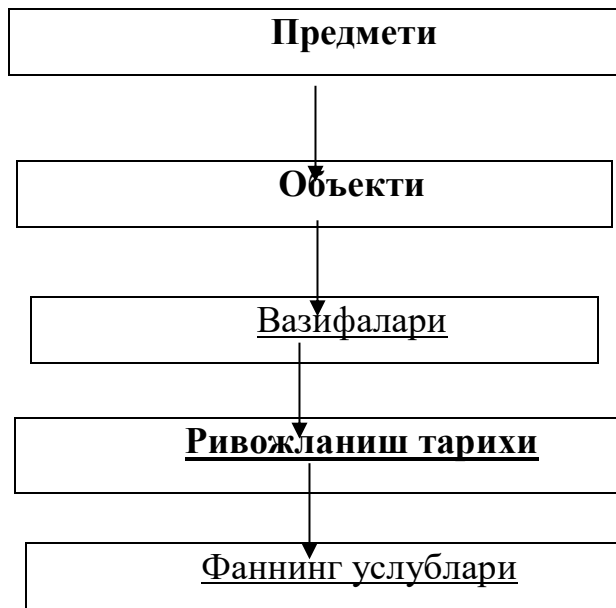 Предмети
Объекти
Вазифалари
Ривожланиш тарихи
Фаннинг услублари